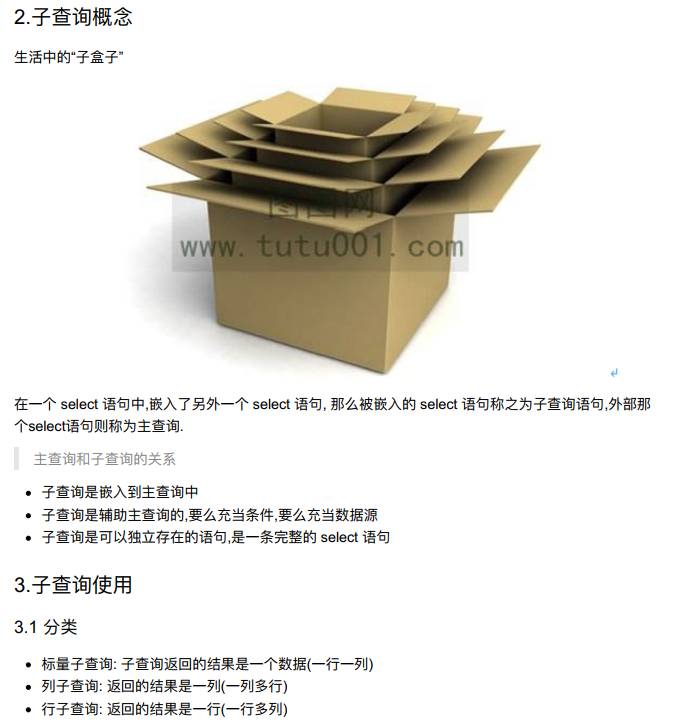 2.子查询概念
生活中的“子盒子”
图图网
www.tutu001.com
在一个 select 语句中,嵌入了另外一个 select 语句, 那么被嵌入的 select 语句称之为子查询语句,外部那
个select语句则称为主查询.
主查询和子查询的关系
子查询是嵌入到主查询中
子查询是辅助主查询的,要么充当条件,要么充当数据源
子查询是可以独立存在的语句,是一条完整的 select 语句
3.子查询使用
3.1 分类
标量子查询: 子查询返回的结果是一个数据(一行一列)
列子查询: 返回的结果是一列(一列多行)
行子查询: 返回的结果是一行(一行多列)